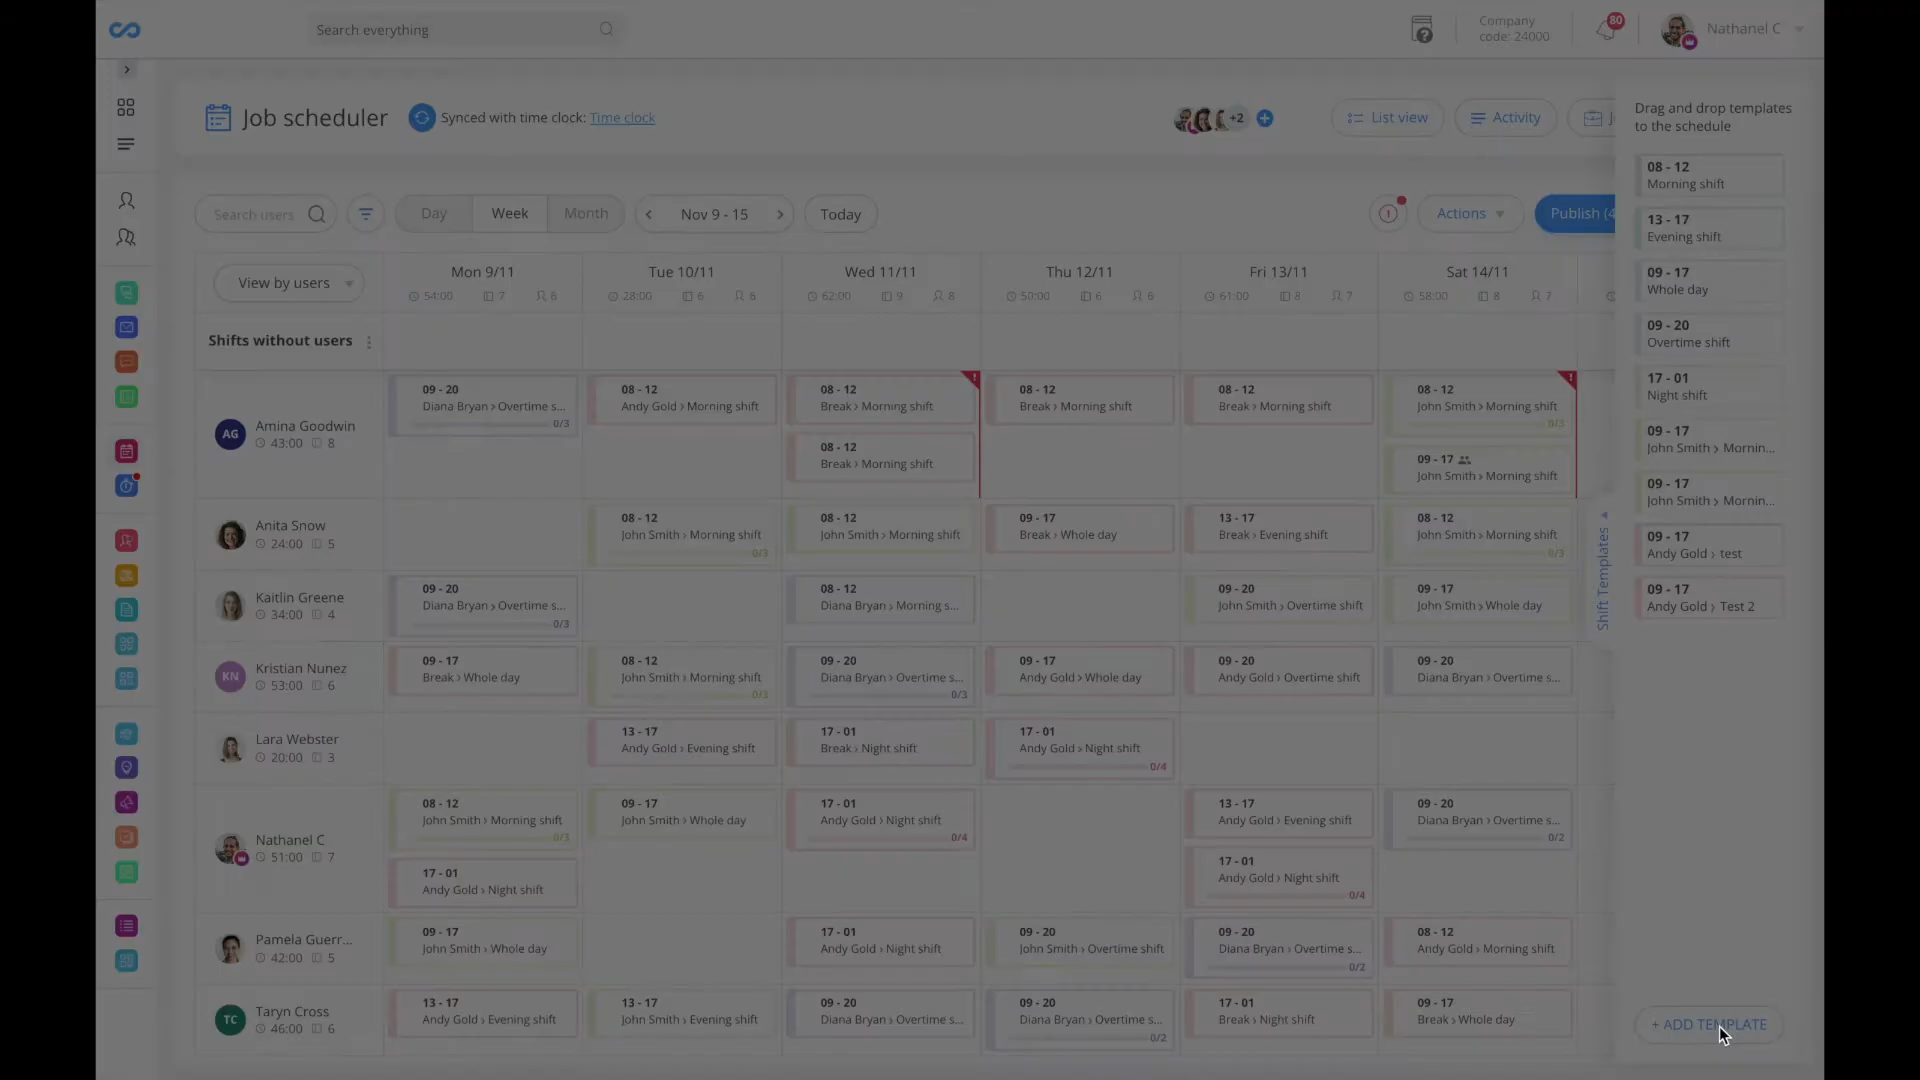 Search everything
Company
code: 24000
80
Nathanel C
Job scheduler
Synced with time clock: Time clock
+2
List view
Activity
Search users
Day
Week
Month
Nov 9 - 15
Today
Actions
Publish (4
View by users
Mon 9/11
54:00 7 6
Tue 10/11
28:00 6 6
Wed 11/11
62:00 9 8
Thu 12/11
50:00 6 6
Fri 13/11
61:00 8 7
Sat 14/11
58:00 8 7
Shifts without users
AG
Amina Goodwin
43:00 8
09 - 20
Diana Bryan › Overtime s...
0/3
08 - 12
Andy Gold › Morning shift
08 - 12
Break › Morning shift
08 - 12
Break › Morning shift
08 - 12
Break › Morning shift
08 - 12
Break › Morning shift
08 - 12
John Smith › Morning shift
0/3
09 - 17
John Smith › Morning shift
Anita Snow
24:00 5
08 - 12
John Smith › Morning shift
0/3
08 - 12
John Smith › Morning shift
09 - 17
Break › Whole day
13 - 17
Break › Evening shift
08 - 12
John Smith › Morning shift
0/3
Kaitlin Greene
34:00 4
09 - 20
Diana Bryan › Overtime s...
0/3
08 - 12
Diana Bryan › Morning s...
09 - 20
John Smith › Overtime shift
09 - 17
John Smith › Whole day
KN
Kristian Nunez
53:00 6
09 - 17
Break › Whole day
08 - 12
John Smith › Morning shift
0/3
09 - 20
Diana Bryan › Overtime s...
0/3
09 - 17
Andy Gold › Whole day
09 - 20
Andy Gold › Overtime shift
09 - 20
Diana Bryan › Overtime s...
Lara Webster
20:00 3
13 - 17
Andy Gold › Evening shift
17 - 01
Break › Night shift
17 - 01
Andy Gold › Night shift
0/4
Nathanel C
51:00 7
08 - 12
John Smith › Morning shift
0/3
17 - 01
Andy Gold › Night shift
09 - 17
John Smith › Whole day
17 - 01
Andy Gold › Night shift
0/4
13 - 17
Andy Gold › Evening shift
17 - 01
Andy Gold › Night shift
0/4
09 - 20
Diana Bryan › Overtime s...
0/2
Pamela Guerr...
42:00 5
09 - 17
John Smith › Whole day
17 - 01
Andy Gold › Night shift
09 - 20
John Smith › Overtime shift
09 - 20
Diana Bryan › Overtime s...
0/2
08 - 12
Andy Gold › Morning shift
TC
Taryn Cross
46:00 6
13 - 17
Andy Gold › Evening shift
13 - 17
John Smith › Evening shift
09 - 20
Diana Bryan › Overtime s...
09 - 20
Diana Bryan › Overtime s...
0/2
17 - 01
Break › Night shift
09 - 17
Break › Whole day
Shift Templates
Drag and drop templates
to the schedule
08 - 12
Morning shift
13 - 17
Evening shift
09 - 17
Whole day
09 - 20
Overtime shift
17 - 01
Night shift
09 - 17
John Smith › Mornin...
09 - 17
John Smith › Mornin...
09 - 17
Andy Gold › test
09 - 17
Andy Gold › Test 2
+ ADD TEMPLATE